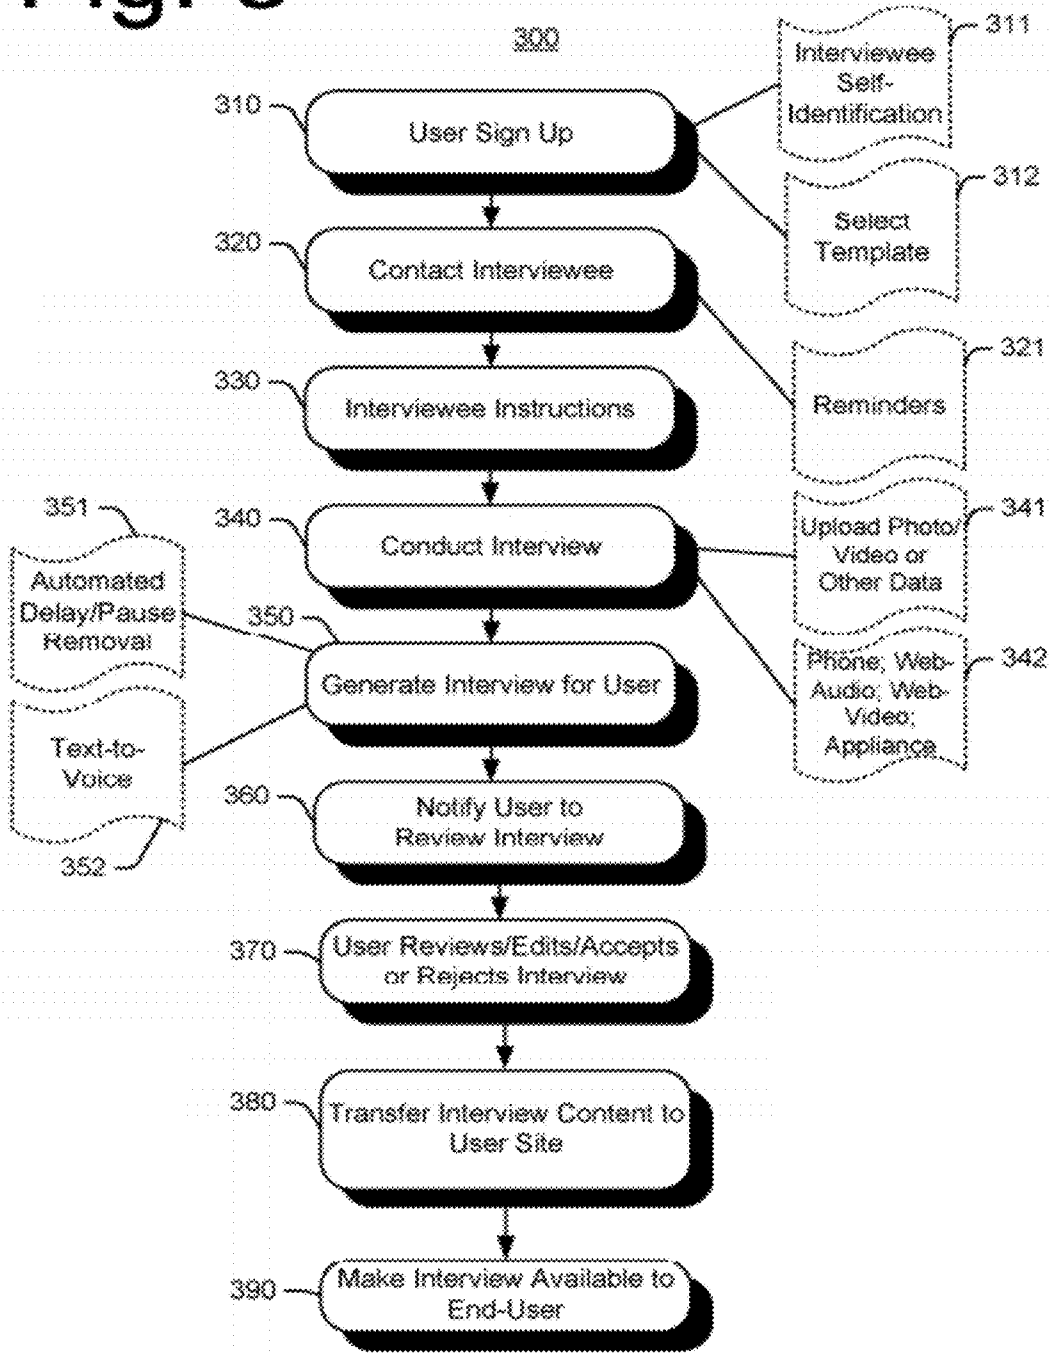 Fig. 3
300
311
Interviewee
Self-
Identification
310
User Sign Up
312
Select
Template
320
Contact Interviewee
321
Reminders
330
Interviewee Instructions
351
340
Conduct Interview
341
Upload Photo/
Video or
Other Data
Automated
Delay/Pause
Removal
350
Generate Interview for User
342
Phone; Web-
Audio; Web-
Video;
Appliance
Text-to-
Voice
352
360
Notify User to
Review Interview
370
User Reviews/Edits/Accepts
or Rejects Interview
380
Transfer Interview Content to
User Site
390
Make Interview Available to
End-User